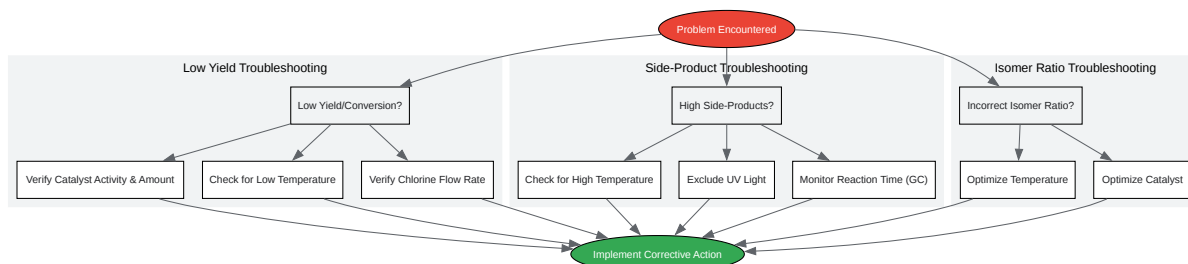 Problem Encountered
Low Yield Troubleshooting
Side-Product Troubleshooting
Isomer Ratio Troubleshooting
Low Yield/Conversion?
High Side-Products?
Incorrect Isomer Ratio?
Verify Catalyst Activity & Amount
Check for Low Temperature
Verify Chlorine Flow Rate
Check for High Temperature
Exclude UV Light
Monitor Reaction Time (GC)
Optimize Temperature
Optimize Catalyst
Implement Corrective Action